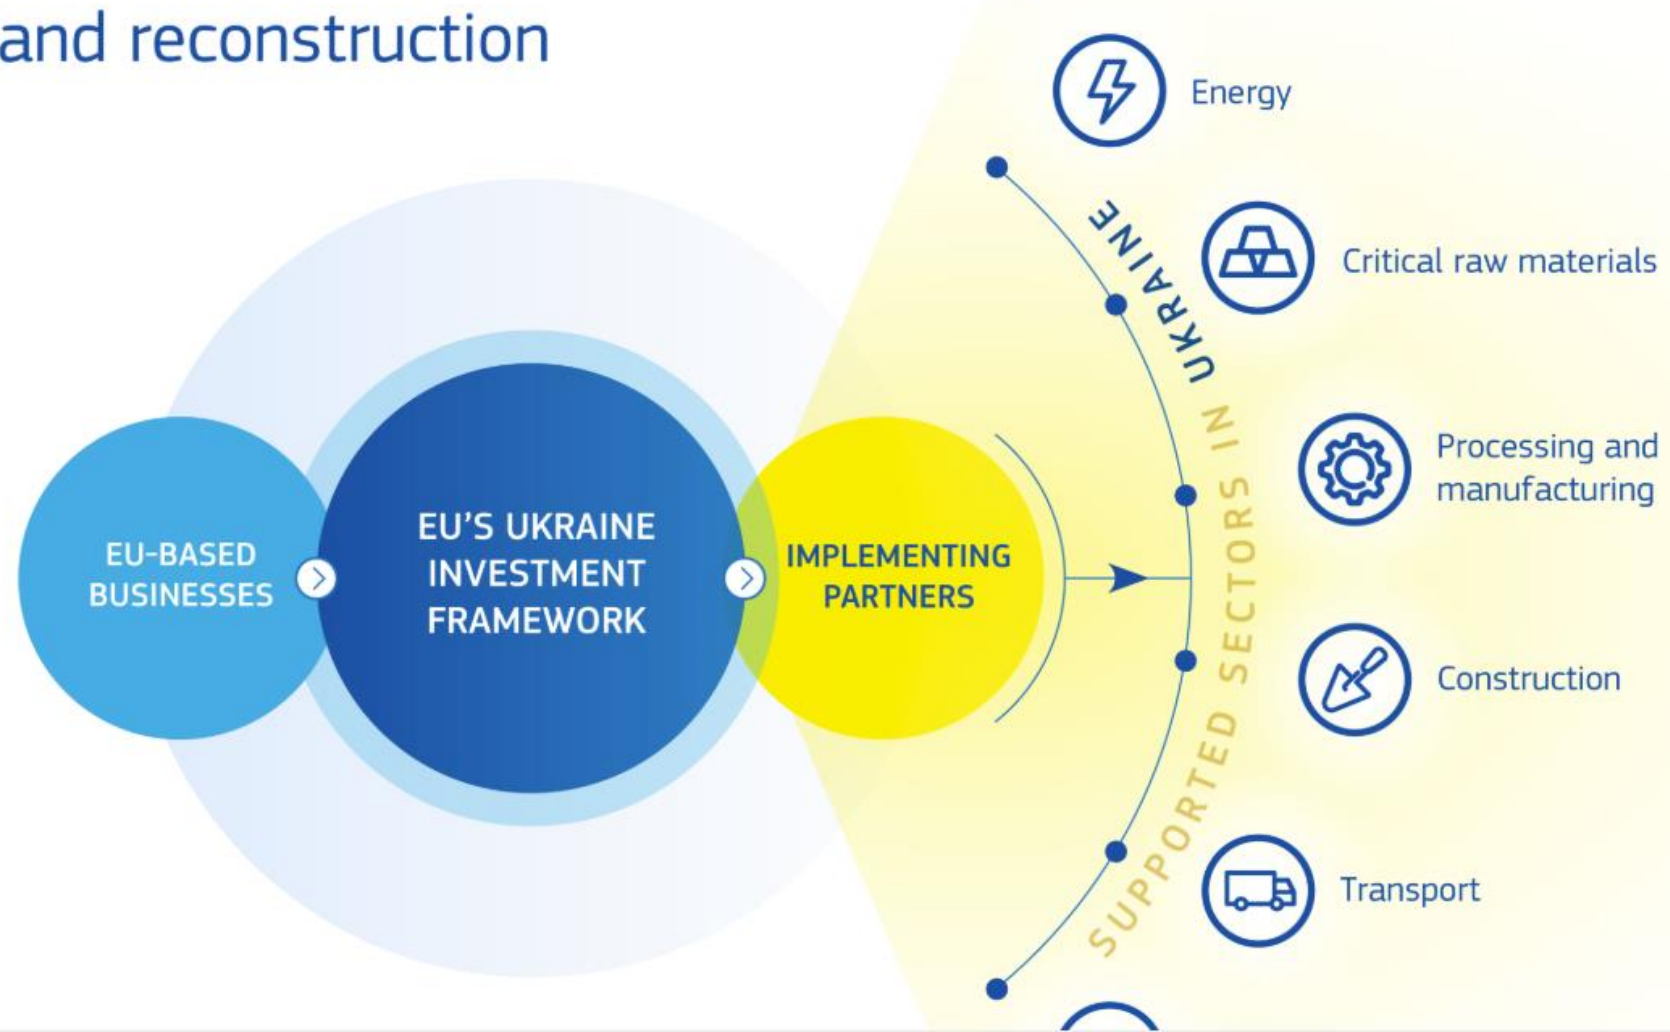 and reconstruction
EU-BASED
BUSINESSES
EU'S UKRAINE
INVESTMENT
FRAMEWORK
IMPLEMENTING
PARTNERS
SUPPORTED SECTORS IN UKRAINE
Energy
Critical raw materials
Processing and
manufacturing
Construction
Transport